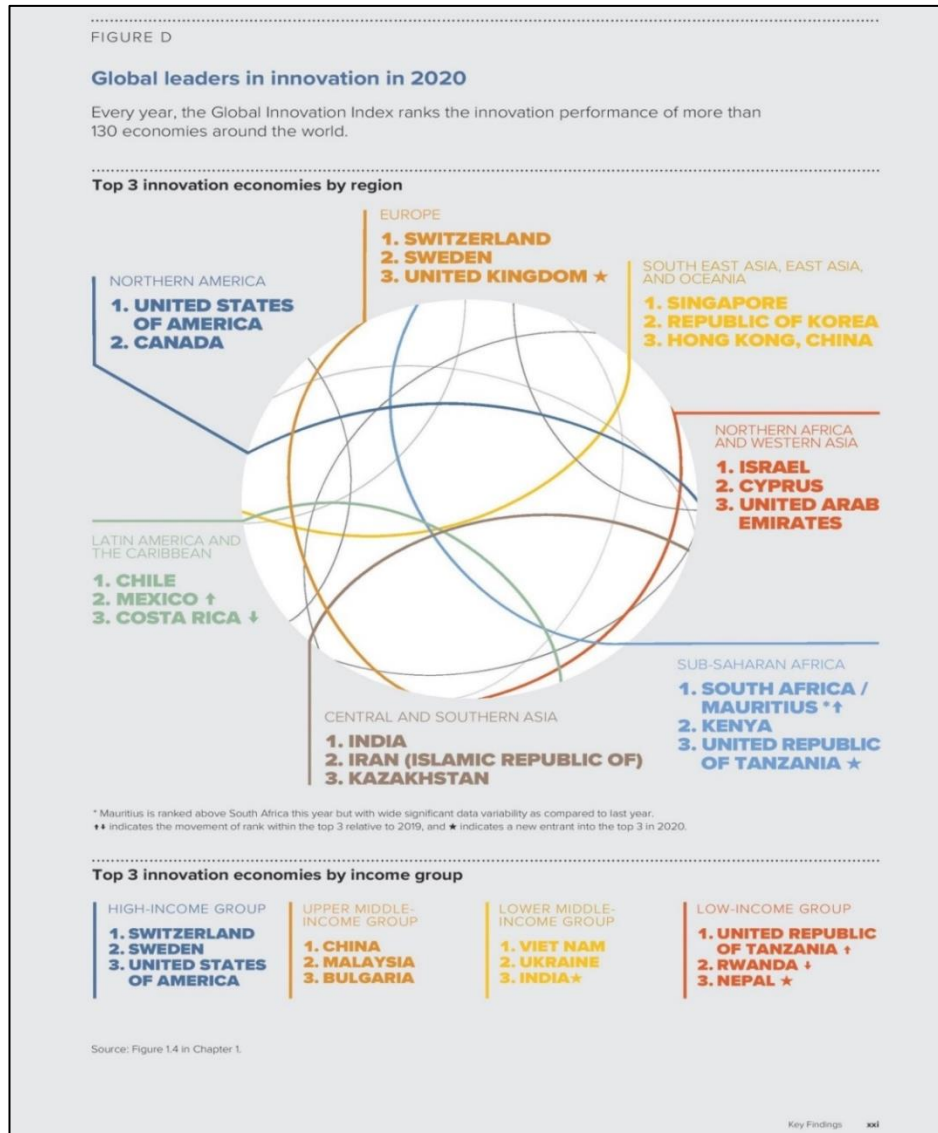 FIGURE D
Global leaders in innovation in 2020
Every year, the Global Innovation Index ranks the innovation performance of more than
130 economies around the world.
Top 3 innovation economies by region
EUROPE
1. SWITZERLAND
2. SWEDEN
3. UNITED KINGDOM ★
NORTHERN AMERICA
1. UNITED STATES
OF AMERICA
2. CANADA
SOUTH EAST ASIA, EAST ASIA,
AND OCEANIA
1. SINGAPORE
2. REPUBLIC OF KOREA
3. HONG KONG, CHINA
NORTHERN AFRICA
AND WESTERN ASIA
1. ISRAEL
2. CYPRUS
3. UNITED ARAB
EMIRATES
LATIN AMERICA AND
THE CARIBBEAN
1. CHILE
2. MEXICO ↑
3. COSTA RICA ↓
SUB-SAHARAN AFRICA
1. SOUTH AFRICA /
MAURITIUS *↑
2. KENYA
3. UNITED REPUBLIC
OF TANZANIA ★
CENTRAL AND SOUTHERN ASIA
1. INDIA
2. IRAN (ISLAMIC REPUBLIC OF)
3. KAZAKHSTAN
* Mauritius is ranked above South Africa this year but with wide significant data variability as compared to last year.
↑↓ indicates the movement of rank within the top 3 relative to 2019, and ★ indicates a new entrant into the top 3 in 2020.
Top 3 innovation economies by income group
HIGH-INCOME GROUP
1. SWITZERLAND
2. SWEDEN
3. UNITED STATES
OF AMERICA
UPPER MIDDLE-
INCOME GROUP
1. CHINA
2. MALAYSIA
3. BULGARIA
LOWER MIDDLE-
INCOME GROUP
1. VIET NAM
2. UKRAINE
3. INDIA★
LOW-INCOME GROUP
1. UNITED REPUBLIC
OF TANZANIA ↑
2. RWANDA ↓
3. NEPAL ★
Source: Figure 1.4 in Chapter 1.
Key Findings xxi